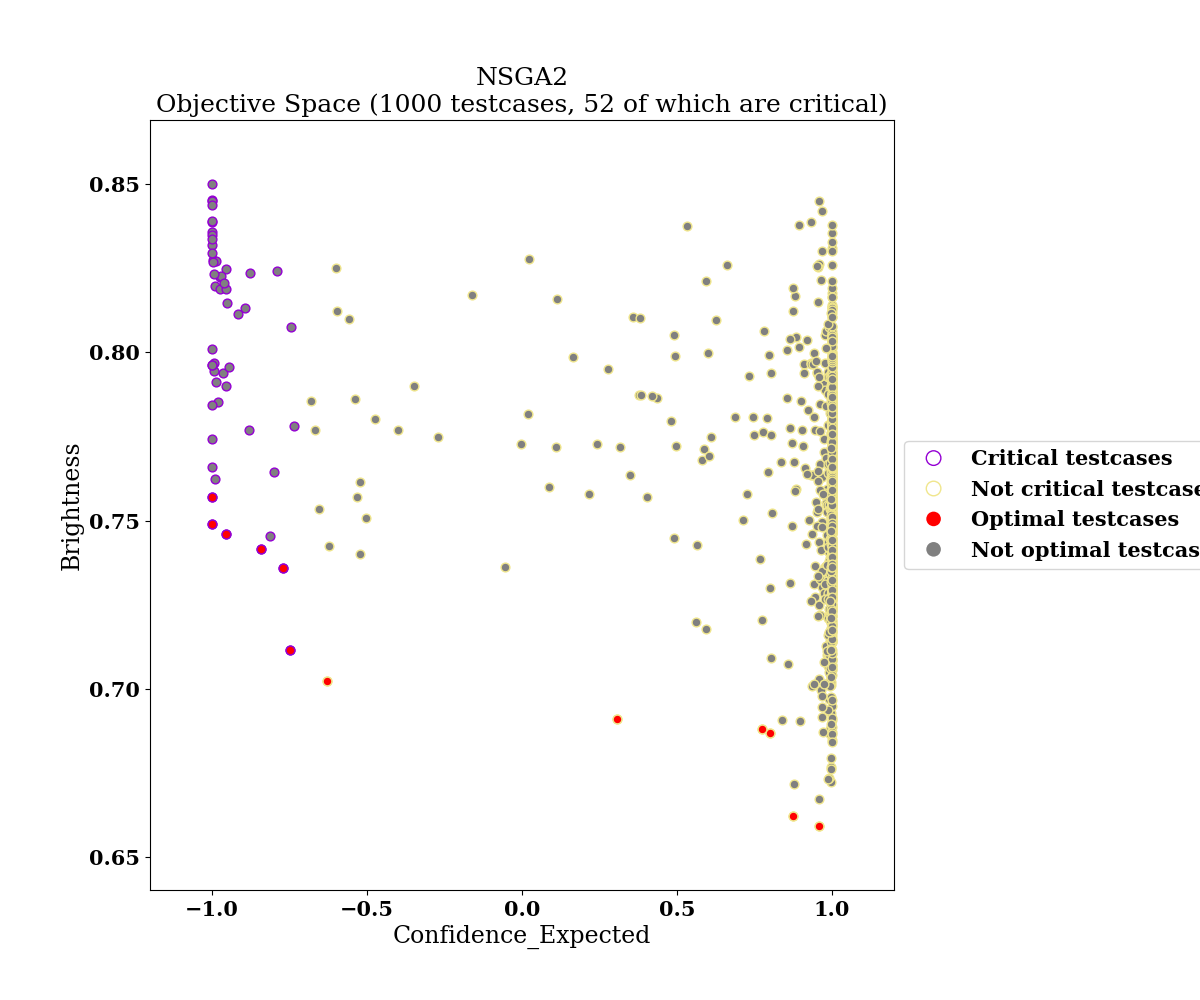 NSGA2
Objective Space (1000 testcases, 52 of which are critical)
0.85
0.80
0.75
0.70
0.65
Brightness
−1.0 −0.5 0.0 0.5 1.0
Confidence_Expected
Critical testcases
Not critical testcase
Optimal testcases
Not optimal testcas